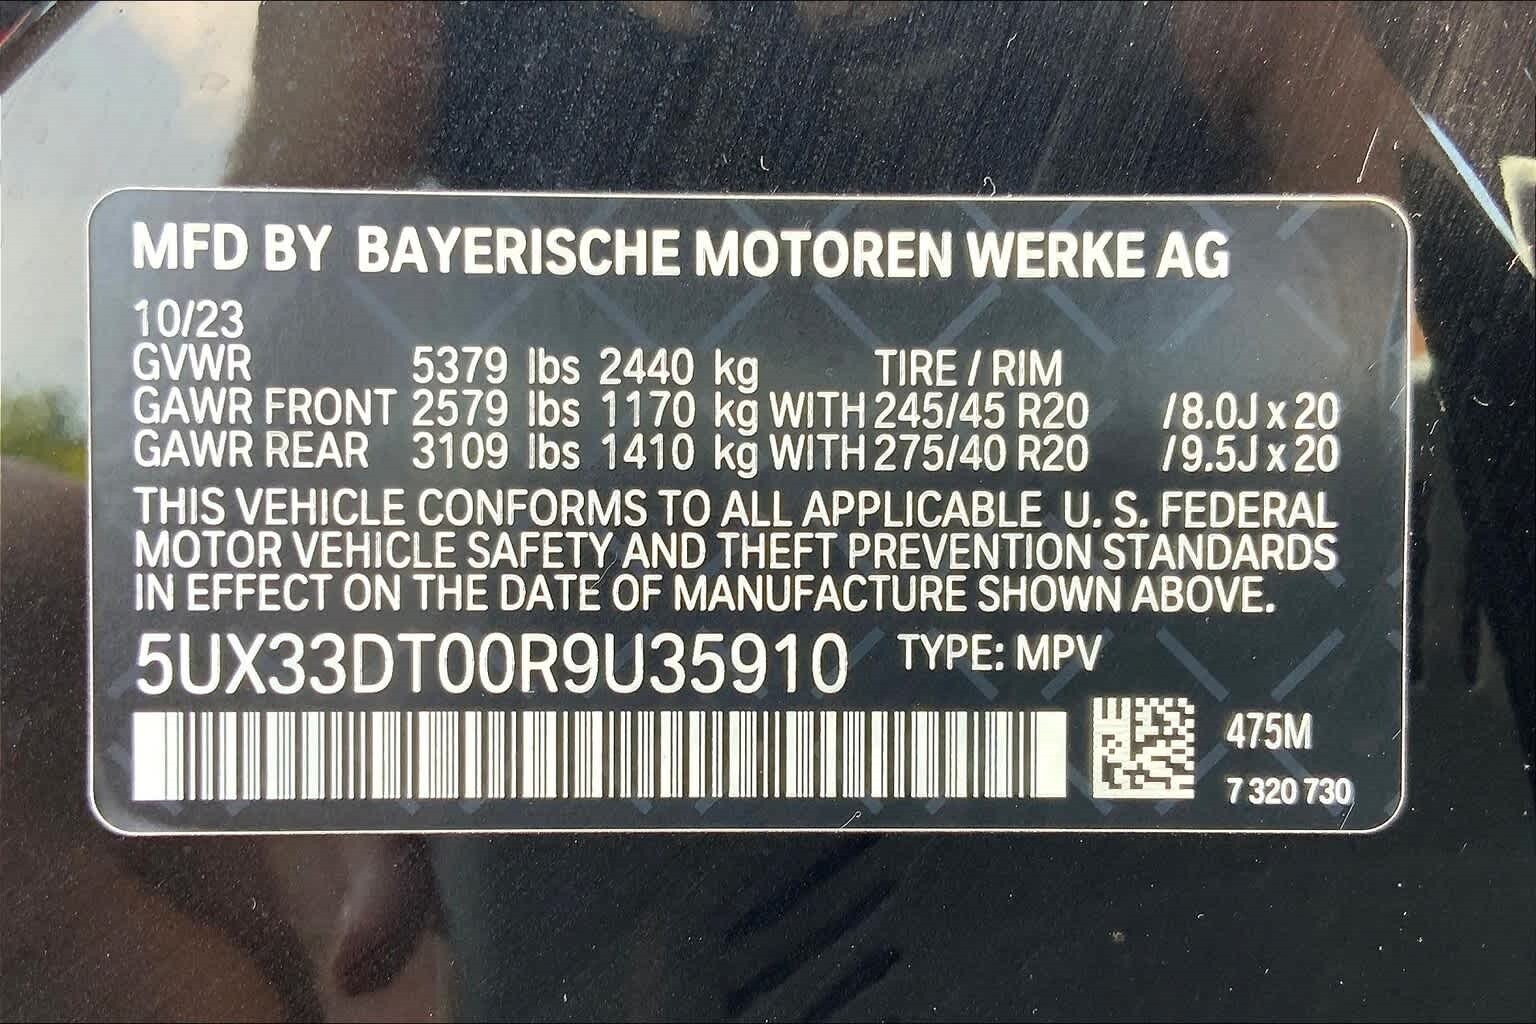 MFD BY BAYERISCHE MOTOREN WERKE AG
10/23
GVWR 5379 lbs 2440 kg TIRE / RIM
GAWR FRONT 2579 lbs 1170 kg WITH 245/45 R20 /8.0J x 20
GAWR REAR 3109 lbs 1410 kg WITH 275/40 R20 /9.5J x 20
THIS VEHICLE CONFORMS TO ALL APPLICABLE U. S. FEDERAL
MOTOR VEHICLE SAFETY AND THEFT PREVENTION STANDARDS
IN EFFECT ON THE DATE OF MANUFACTURE SHOWN ABOVE.
5UX33DT00R9U35910 TYPE: MPV
475M
7 320 730